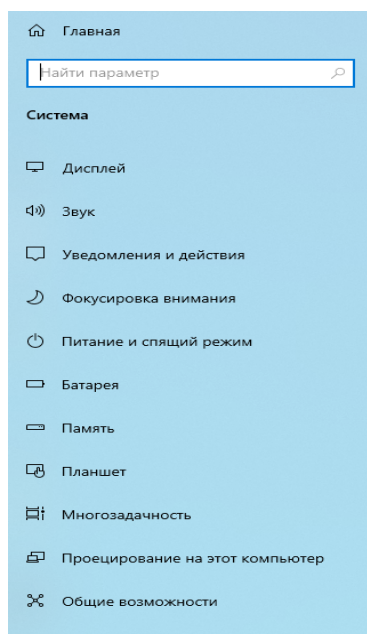 Главная
Найти параметр
Система
Дисплей
Звук
Уведомления и действия
Фокусировка внимания
Питание и спящий режим
Батарея
Память
Планшет
Многозадачность
Проецирование на этот компьютер
Общие возможности